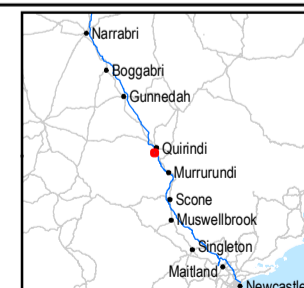 Narrabri
Boggabri
Gunnedah
Quirindi
Murrurundi
Scone
Muswellbrook
Singleton
Maitland
Newcastle